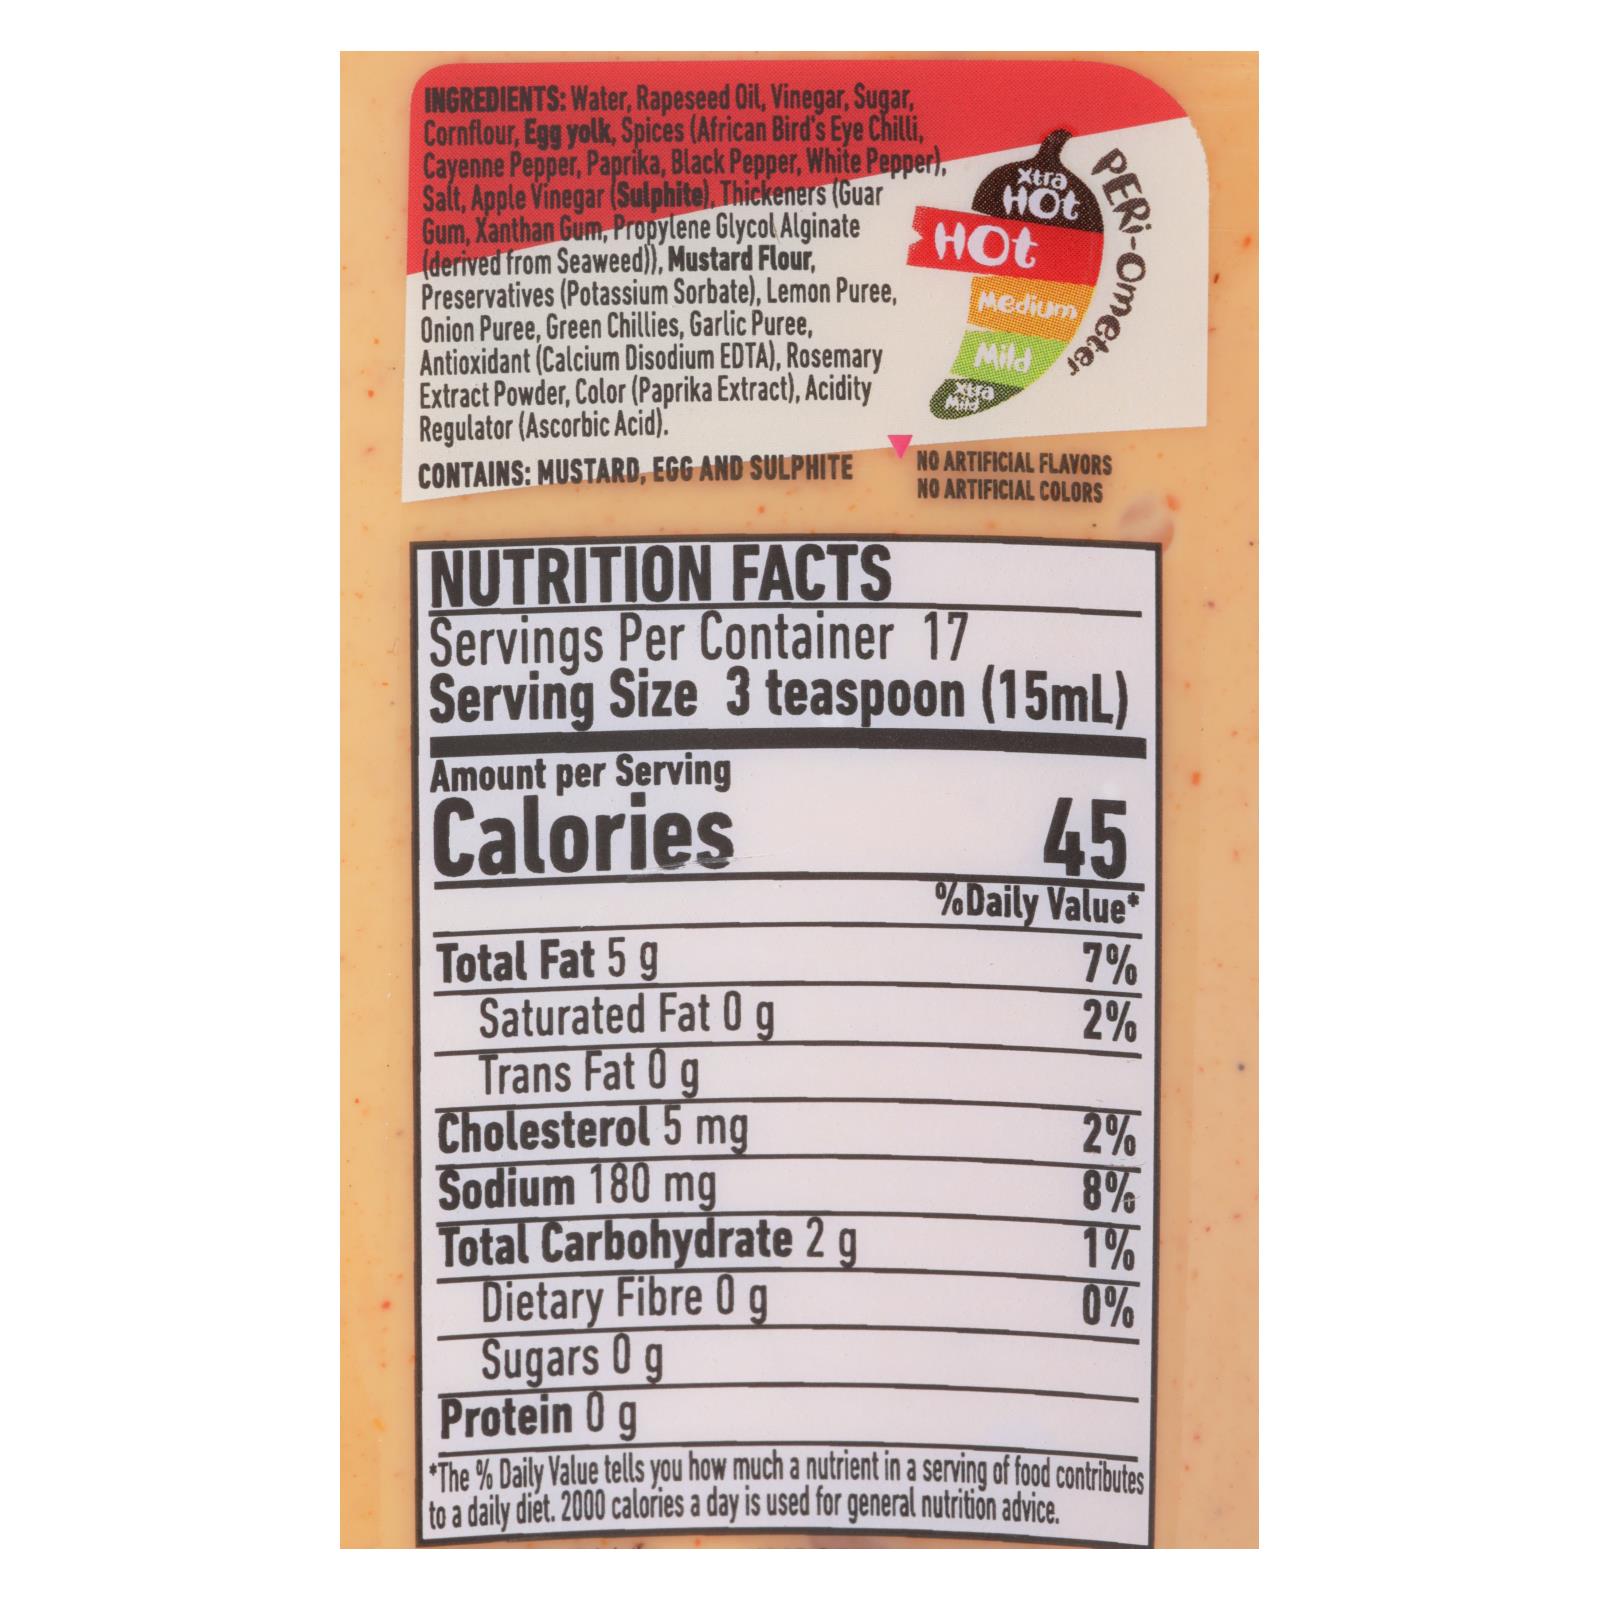 INGREDIENTS: Water, Rapeseed Oil, Vinegar, Sugar,
Cornflour, Egg yolk, Spices (African Bird's Eye Chilli,
Cayenne Pepper, Paprika, Black Pepper, White Pepper),
Salt, Apple Vinegar (Sulphite), Thickeners (Guar
Gum, Xanthan Gum, Propylene Glycol Alginate
(derived from Seaweed)), Mustard Flour,
Preservatives (Potassium Sorbate), Lemon Puree,
Onion Puree, Green Chillies, Garlic Puree,
Antioxidant (Calcium Disodium EDTA), Rosemary
Extract Powder, Color (Paprika Extract), Acidity
Regulator (Ascorbic Acid).
CONTAINS: MUSTARD, EGG AND SULPHITE
Xtra
HOt
HOt
Medium
Mild
Xtra
Mild
PERi-Ometer
NO ARTIFICIAL FLAVORS
NO ARTIFICIAL COLORS
NUTRITION FACTS
Servings Per Container 17
Serving Size 3 teaspoon (15mL)
Amount per Serving
Calories 45
%Daily Value*
Total Fat 5 g 7%
Saturated Fat 0 g 2%
Trans Fat 0 g
Cholesterol 5 mg 2%
Sodium 180 mg 8%
Total Carbohydrate 2 g 1%
Dietary Fibre 0 g 0%
Sugars 0 g
Protein 0 g
*The % Daily Value tells you how much a nutrient in a serving of food contributes
to a daily diet. 2000 calories a day is used for general nutrition advice.